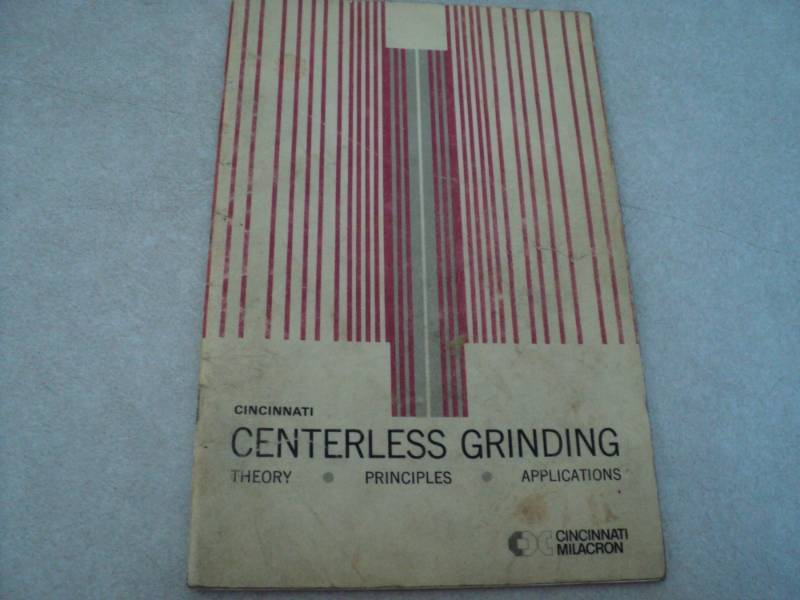 CINCINNATI
CENTERLESS GRINDING
THEORY • PRINCIPLES • APPLICATIONS
CINCINNATI
MILACRON